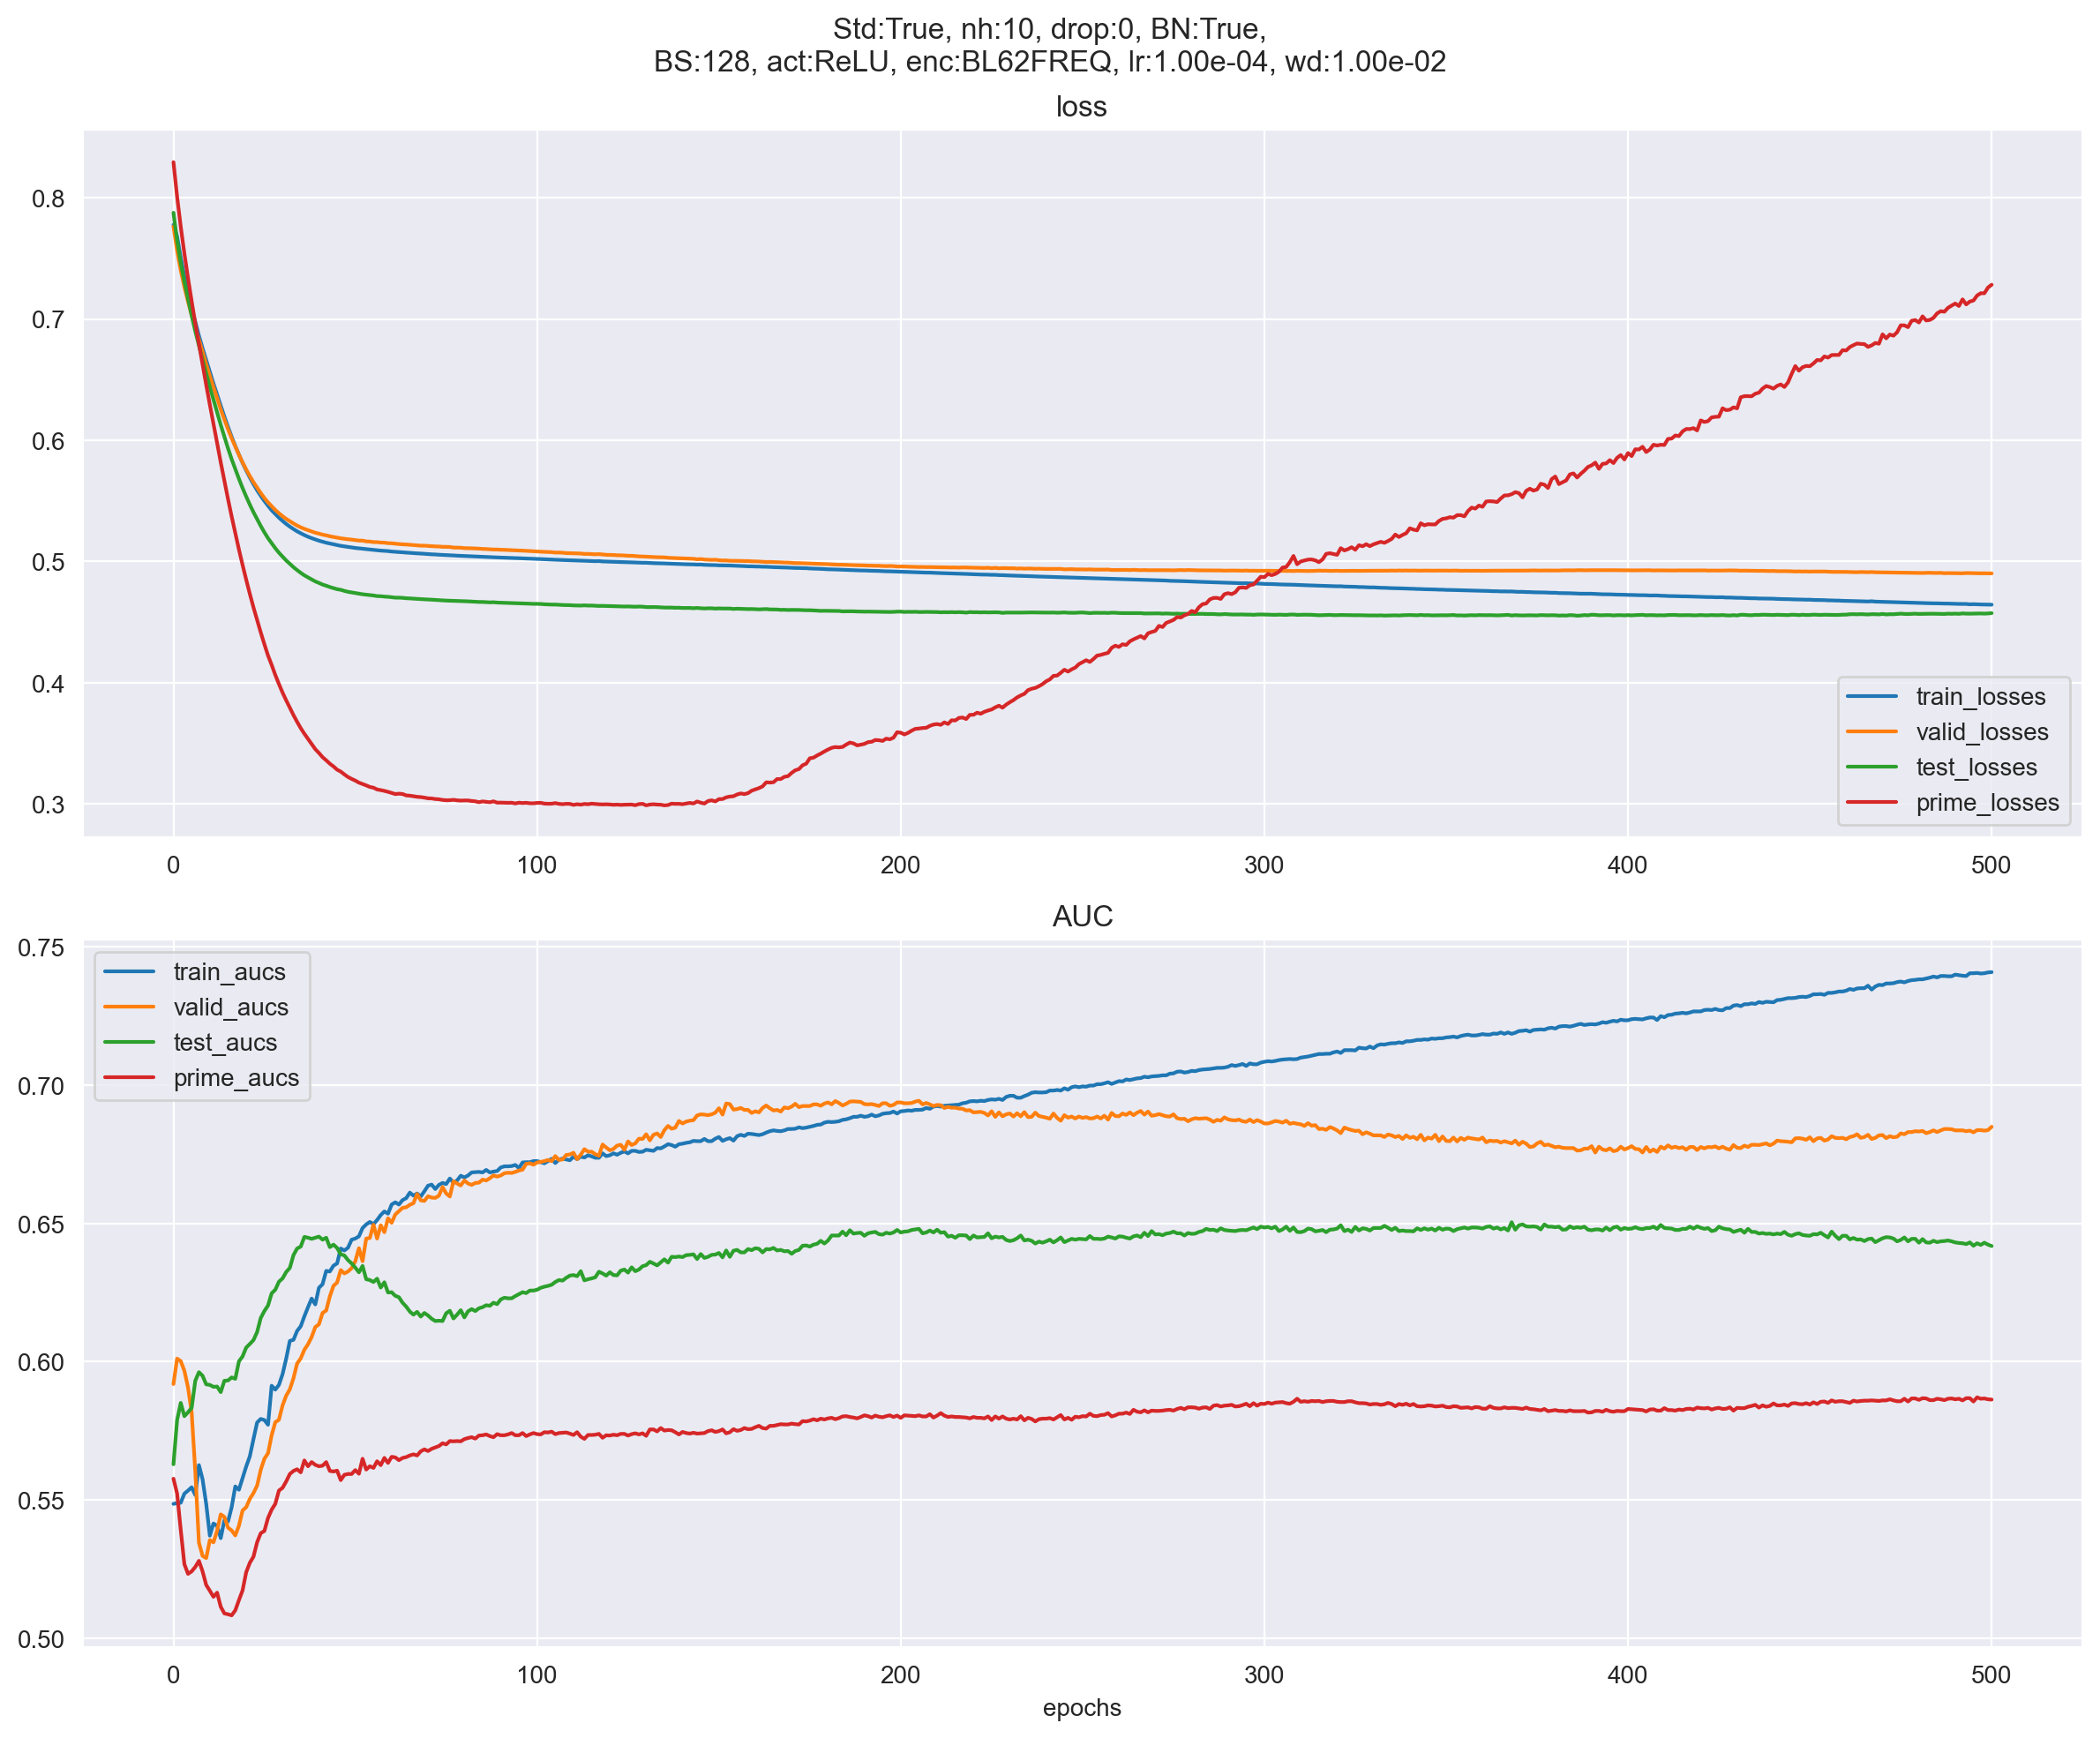 Std:True, nh:10, drop:0, BN:True,
BS:128, act:ReLU, enc:BL62FREQ, lr:1.00e-04, wd:1.00e-02
loss
0.8
0.7
0.6
0.5
0.4
0.3
train_losses
valid_losses
test_losses
prime_losses
0
100
200
300
400
500
AUC
0.75
0.70
0.65
0.60
0.55
0.50
train_aucs
valid_aucs
test_aucs
prime_aucs
0
100
200
300
400
500
epochs